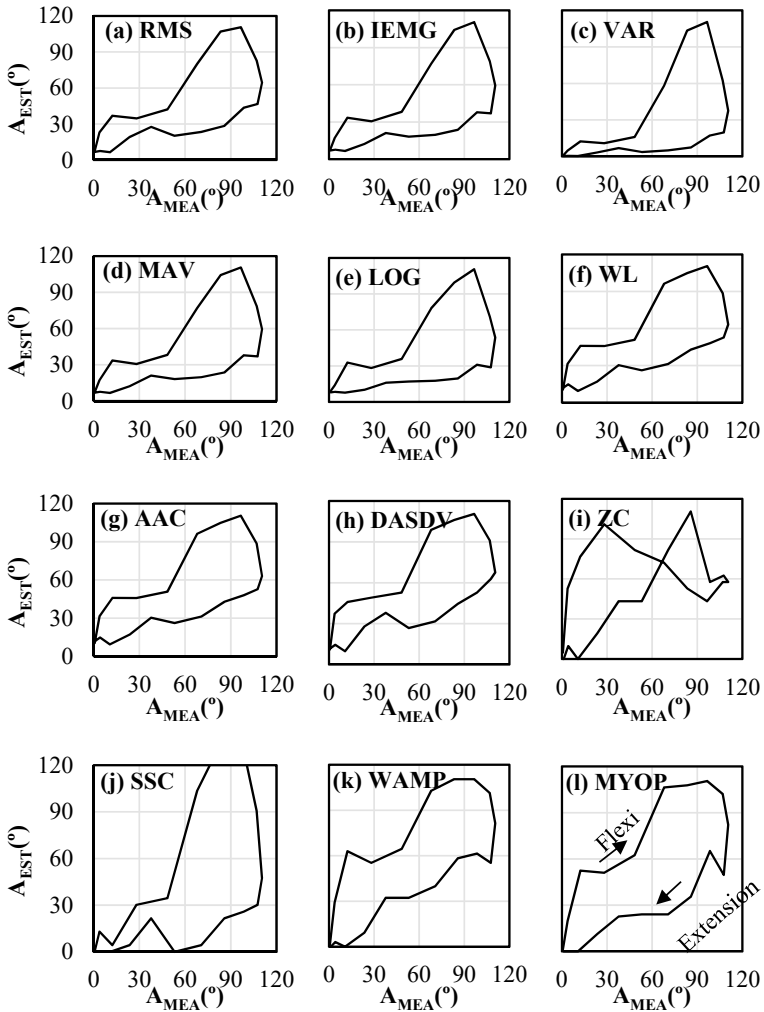 120
90
60
30
0
A_EST(º)
(a) RMS
(b) IEMG
(c) VAR
0 30 60 90 120
0 30 60 90 120
0 30 60 90 120
A_MEA(º)
A_MEA(º)
A_MEA(º)
120
90
60
30
0
A_EST(º)
(d) MAV
(e) LOG
(f) WL
0 30 60 90 120
0 30 60 90 120
0 30 60 90 120
A_MEA(º)
A_MEA(º)
A_MEA(º)
120
90
60
30
0
A_EST(º)
(g) AAC
(h) DASDV
(i) ZC
0 30 60 90 120
0 30 60 90 120
0 30 60 90 120
A_MEA(º)
A_MEA(º)
A_MEA(º)
120
90
60
30
0
A_EST(º)
(j) SSC
(k) WAMP
(l) MYOP
Flexi
Extension
0 30 60 90 120
0 30 60 90 120
0 30 60 90 120
A_MEA(º)
A_MEA(º)
A_MEA(º)